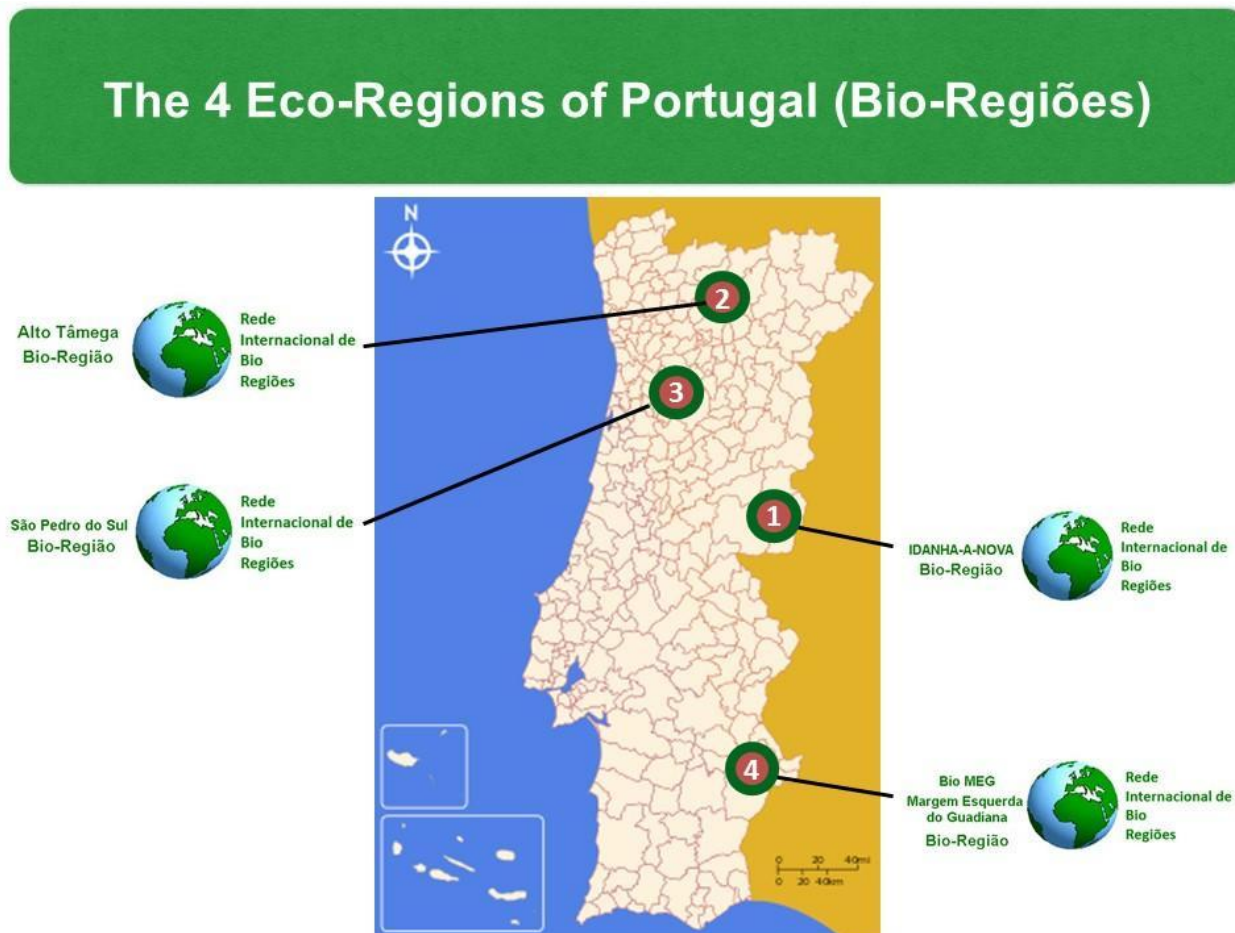 The 4 Eco-Regions of Portugal (Bio-Regiões)
N
2
3
1
4
Alto Tâmega
Bio-Região
Rede
Internacional de
Bio
Regiões
São Pedro do Sul
Bio-Região
Rede
Internacional de
Bio
Regiões
IDANHA-A-NOVA
Bio-Região
Rede
Internacional de
Bio
Regiões
Bio MEG
Margem Esquerda
do Guadiana
Bio-Região
Rede
Internacional de
Bio
Regiões
0 20 40mi
0 20 40km